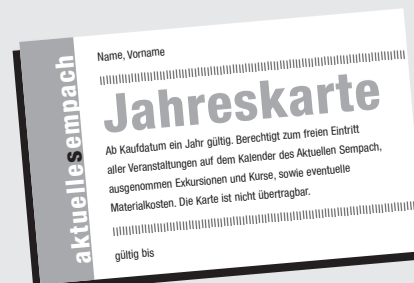 aktuellesempach
Name, Vorname
Jahreskarte
Ab Kaufdatum ein Jahr gültig. Berechtigt zum freien Eintritt
aller Veranstaltungen auf dem Kalender des Aktuellen Sempach,
ausgenommen Exkursionen und Kurse, sowie eventuelle
Materialkosten. Die Karte ist nicht übertragbar.
gültig bis